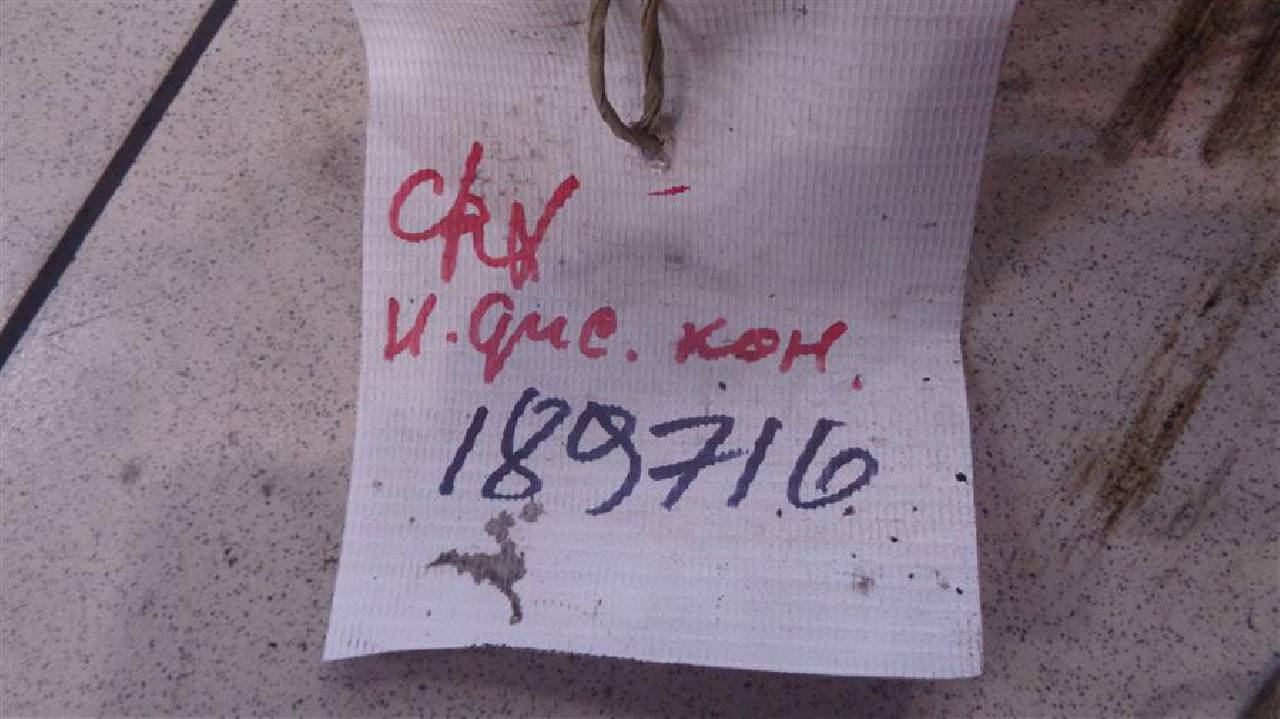 CRV -
и. дис. кон.
189716